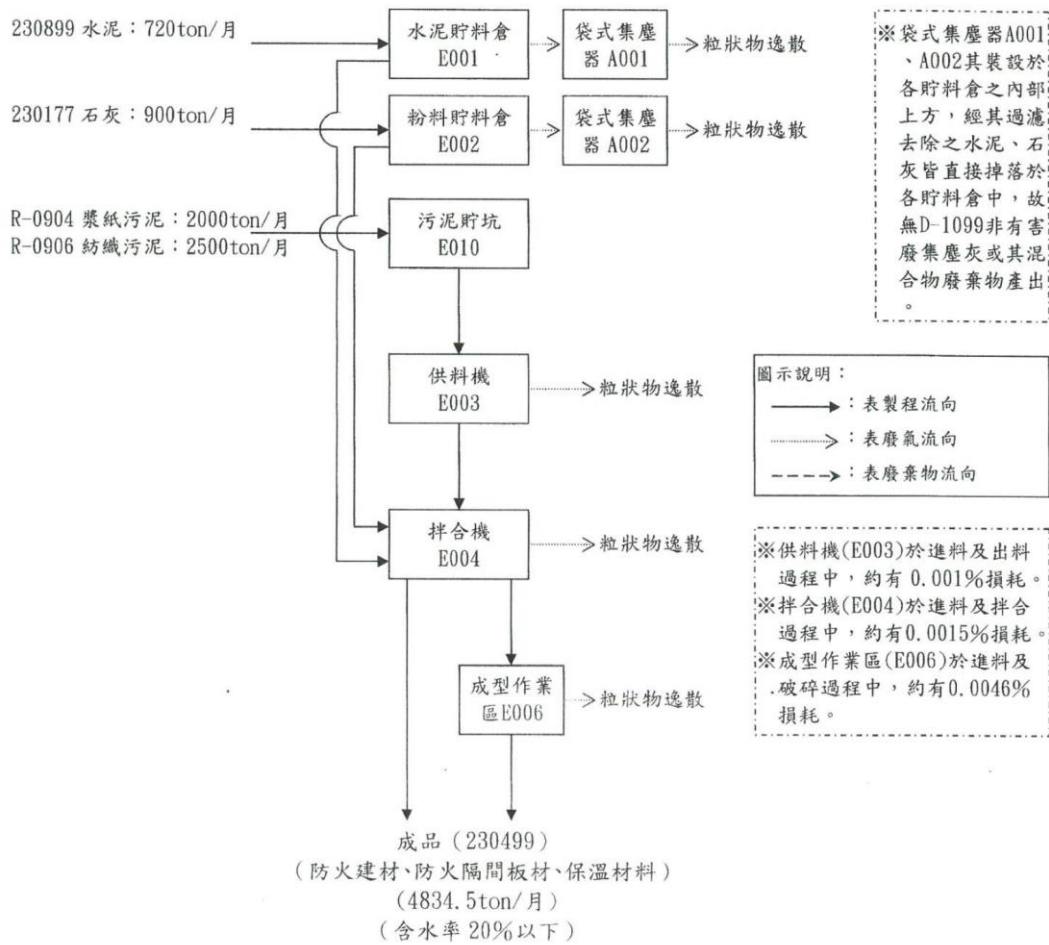 230899 水泥：720ton/月
水泥貯料倉
E001
袋式集塵
器 A001
粒狀物逸散
230177 石灰：900ton/月
粉料貯料倉
E002
袋式集塵
器 A002
粒狀物逸散
R-0904 漿紙污泥：2000ton/月
R-0906 紡織污泥：2500ton/月
污泥貯坑
E010
供料機
E003
粒狀物逸散
拌合機
E004
粒狀物逸散
成型作業
區E006
粒狀物逸散
成品（230499）
（防火建材、防火隔間板材、保溫材料）
(4834.5ton/月)
（含水率 20%以下）
※袋式集塵器A001
、A002其裝設於
各貯料倉之內部
上方，經其過濾
去除之水泥、石
灰皆直接掉落於
各貯料倉中，故
無D-1099非有害
廢集塵灰或其混
合物廢棄物產出
。
圖示說明：
：表製程流向
：表廢氣流向
：表廢棄物流向
※供料機(E003)於進料及出料
過程中，約有 0.001%損耗。
※拌合機(E004)於進料及拌合
過程中，約有0.0015%損耗。
※成型作業區(E006)於進料及
破碎過程中，約有0.0046%
損耗。